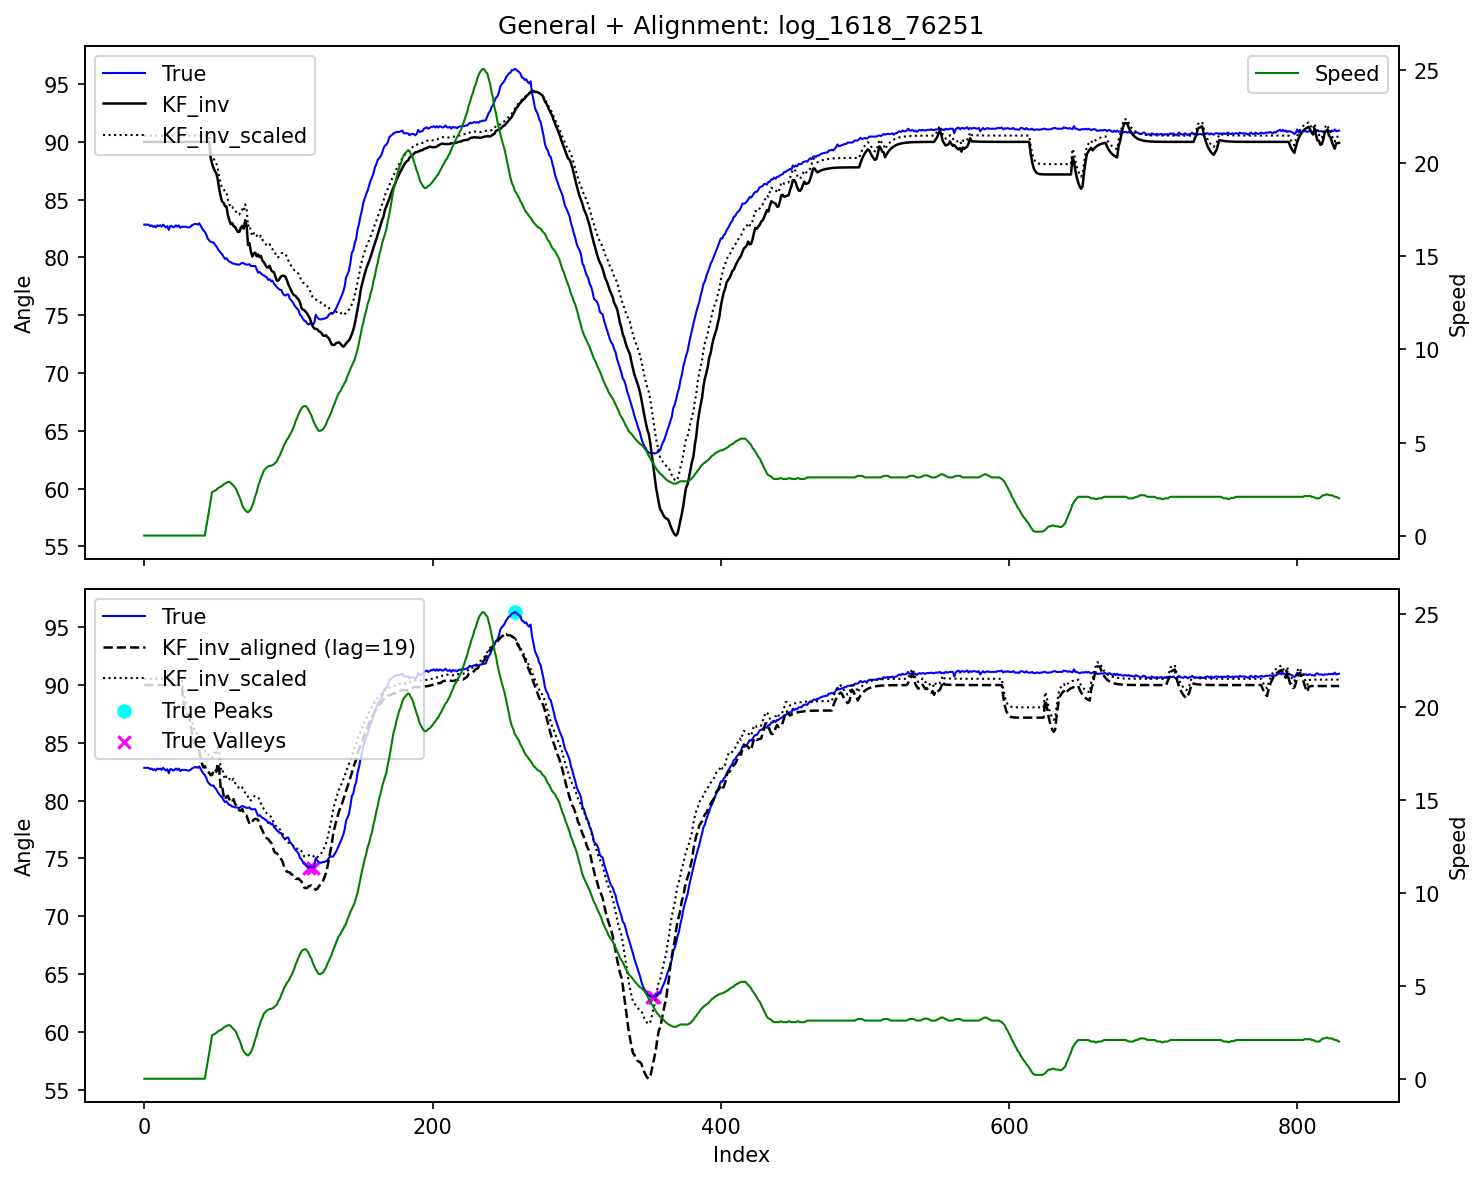 General + Alignment: log_1618_76251
True
KF_inv
KF_inv_scaled
Speed
95
90
85
80
75
70
65
60
55
Angle
25
20
15
10
5
0
Speed
True
KF_inv_aligned (lag=19)
KF_inv_scaled
True Peaks
True Valleys
95
90
85
80
75
70
65
60
55
Angle
25
20
15
10
5
0
Speed
0 200 400 600 800
Index